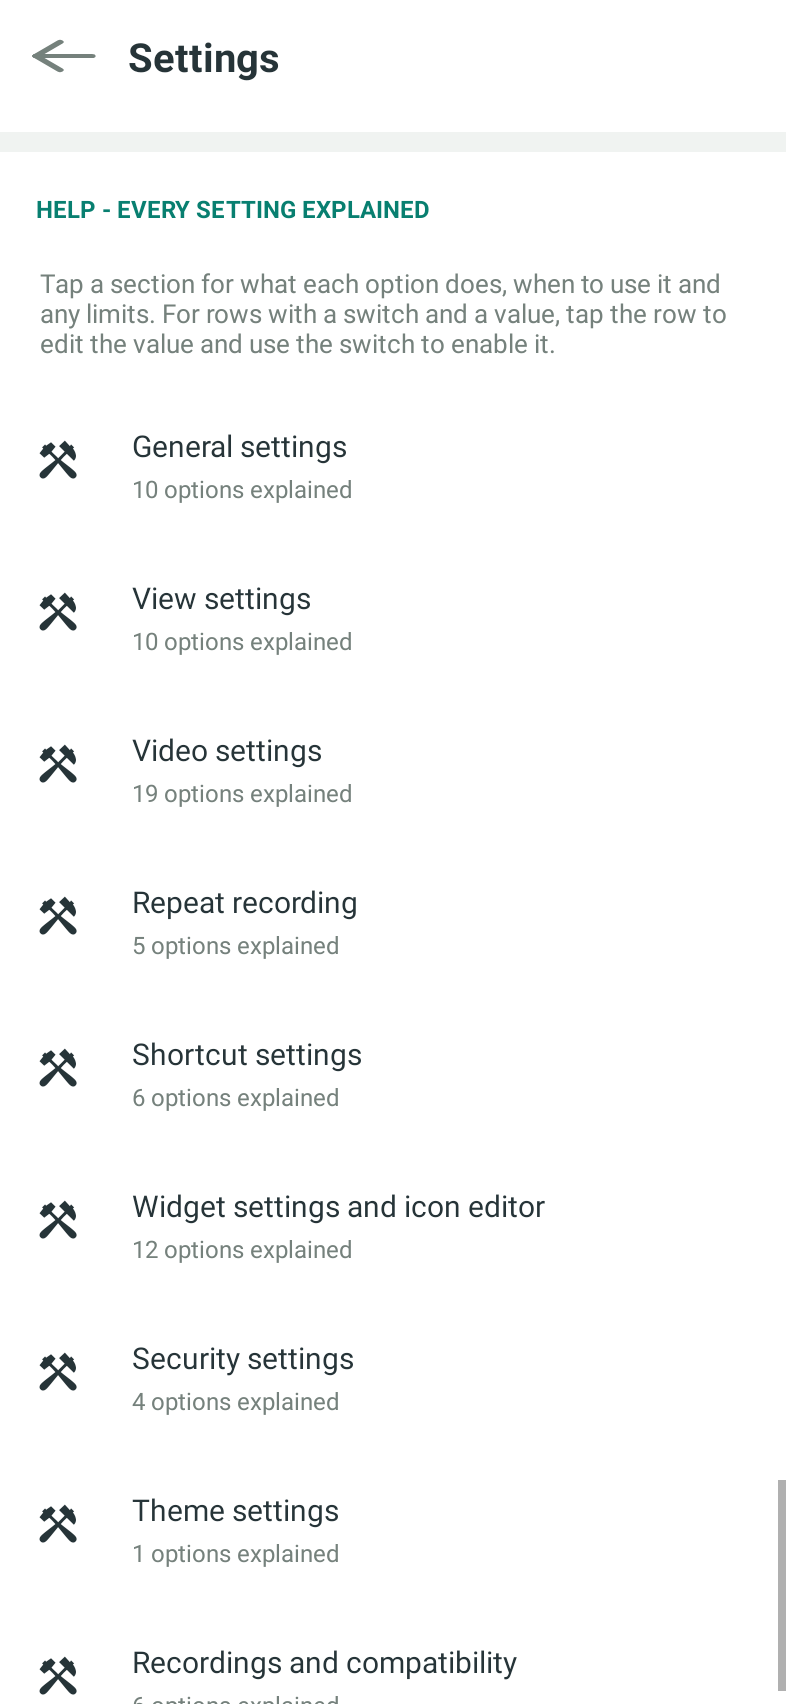 Settings
HELP - EVERY SETTING EXPLAINED
Tap a section for what each option does, when to use it and
any limits. For rows with a switch and a value, tap the row to
edit the value and use the switch to enable it.
General settings
10 options explained
View settings
10 options explained
Video settings
19 options explained
Repeat recording
5 options explained
Shortcut settings
6 options explained
Widget settings and icon editor
12 options explained
Security settings
4 options explained
Theme settings
1 options explained
Recordings and compatibility
options explained